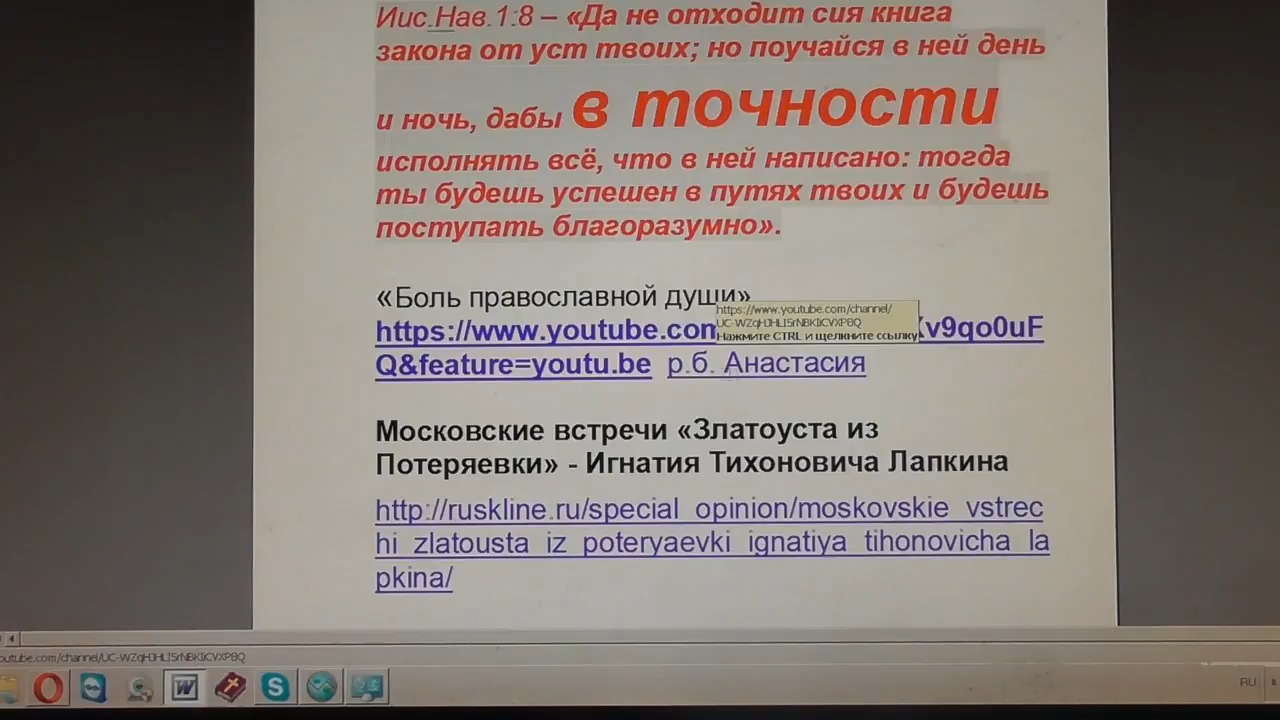 Иис.Нав.1:8 – «Да не отходит сия книга
закона от уст твоих; но поучайся в ней день
и ночь, дабы в точности
исполнять всё, что в ней написано: тогда
ты будешь успешен в путях твоих и будешь
поступать благоразумно».
«Боль православной души»
https://www.youtube.com/channel/
Нажмите CTRL и щелкните ссылку
https://www.youtube.com v9qo0uF
Q&feature=youtu.be р.б. Анастасия
Московские встречи «Златоуста из
Потеряевки» - Игнатия Тихоновича Лапкина
http://ruskline.ru/special_opinion/moskovskie_vstrec
hi_zlatousta_iz_poteryaevki_ignatiya_tihonovicha_la
pkina/
RU